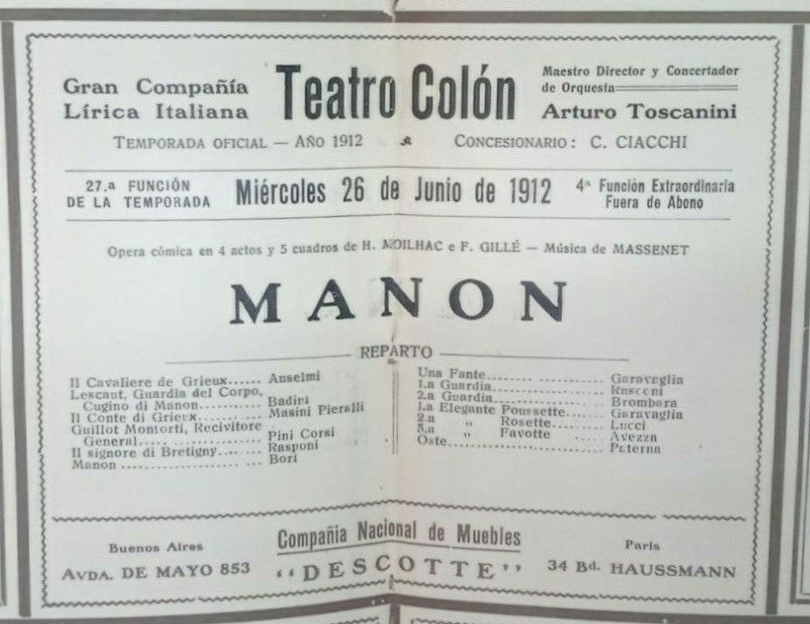 Gran Compañía
Lírica Italiana
Teatro Colón
Maestro Director y Concertador
de Orquesta
Arturo Toscanini
TEMPORADA OFICIAL — AÑO 1912
CONCESIONARIO: C. CIACCHI
27.a FUNCIÓN
DE LA TEMPORADA
Miércoles 26 de Junio de 1912
4ª Función Extraordinaria
Fuera de Abono
Opera cómica en 4 actos y 5 cuadros de H. MOILHAC e F. GILLÉ — Música de MASSENET
MANON
REPARTO
Il Cavaliere de Grieux...... Anselmi
Lescaut, Guardia del Corpo,
Cugino di Manon............ Badini
Il Conte di Grieux............ Masini Pieralli
Guillot Monforti, Recivitore
General................... Pini Corsi
Il signore di Bretigny....... Rasponi
Manon ..................... Bori
Una Fante..................... Garavaglia
1.a Guardia................... Rusconi
2.a Guardia................... Brombara
1.a Elegante Poussette...... Garavaglia
2.a „ Rosette....... Lucci
3.a „ Favotte ....... Avezza
Oste........................... Paterna
Buenos Aires
AVDA. DE MAYO 853
Compañía Nacional de Muebles
“DESCOTTE”
Paris
34 Bd. HAUSSMANN